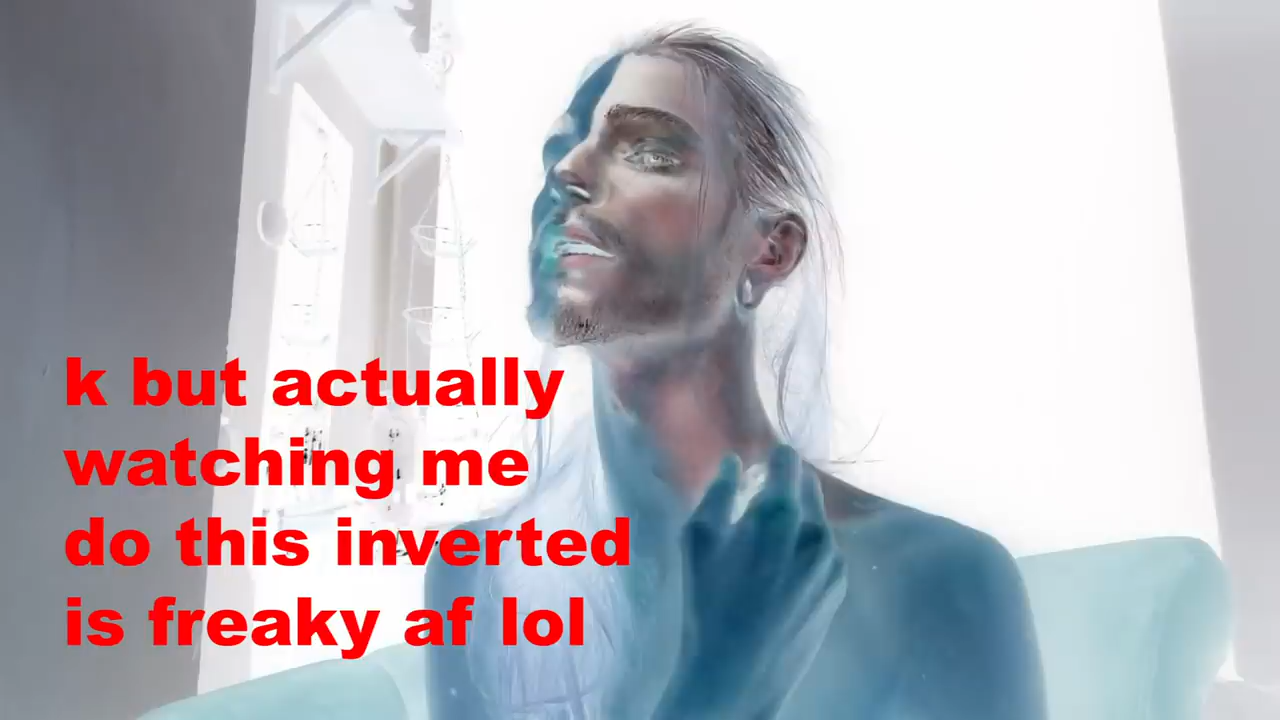 k but actually
watching me
do this inverted
is freaky af lol